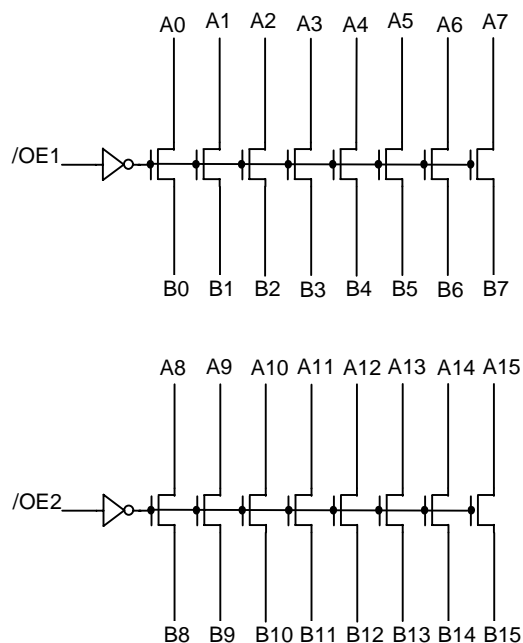 A0 A1 A2 A3 A4 A5 A6 A7
/OE1
B0 B1 B2 B3 B4 B5 B6 B7
A8 A9 A10 A11 A12 A13 A14 A15
/OE2
B8 B9 B10 B11 B12 B13 B14 B15